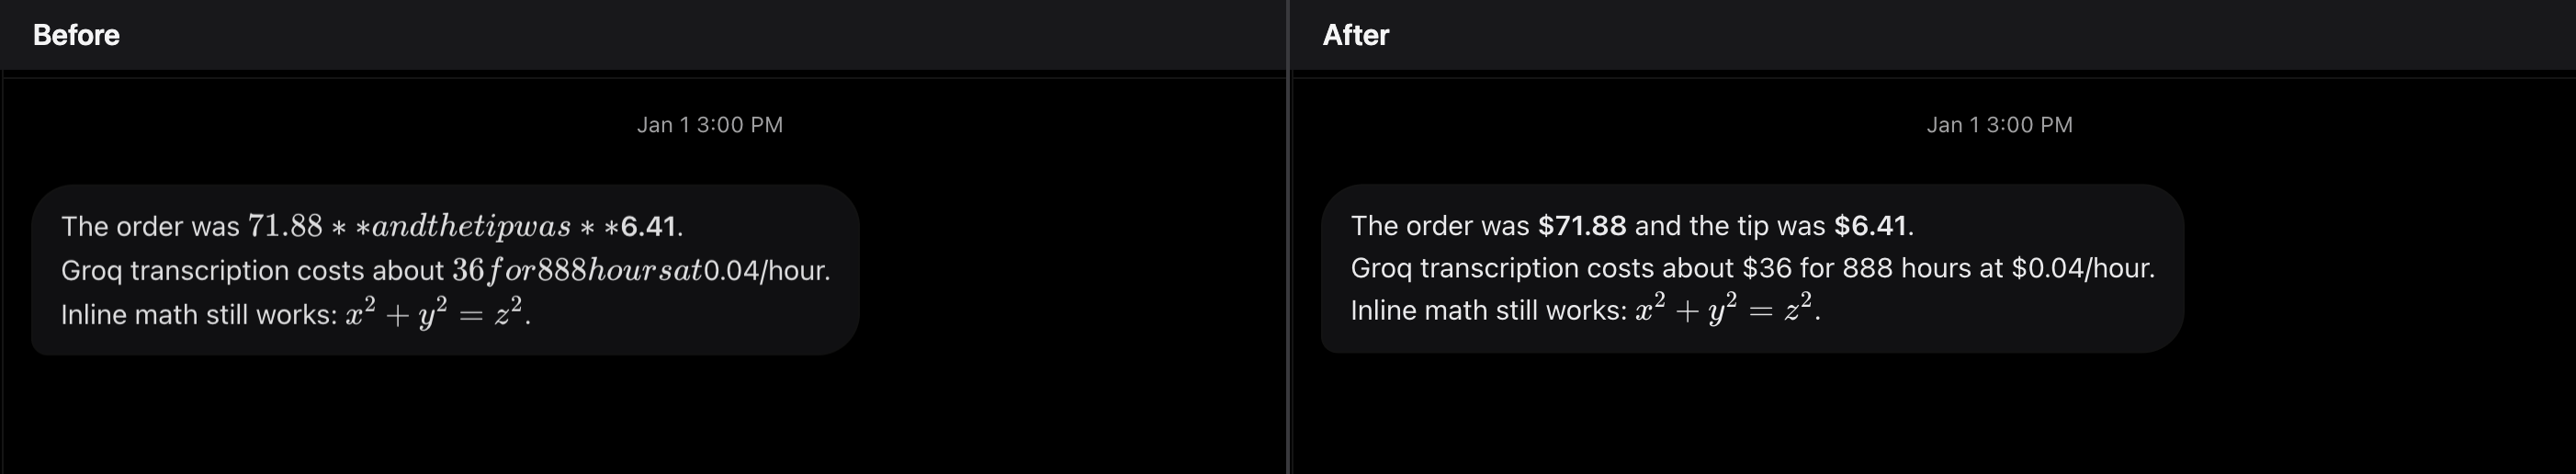 Before
Jan 1 3:00 PM
The order was 71.88 * *andthetipwas * *6.41.
Groq transcription costs about 36for888hoursat0.04/hour.
Inline math still works: x² + y² = z².
After
Jan 1 3:00 PM
The order was $71.88 and the tip was $6.41.
Groq transcription costs about $36 for 888 hours at $0.04/hour.
Inline math still works: x² + y² = z².